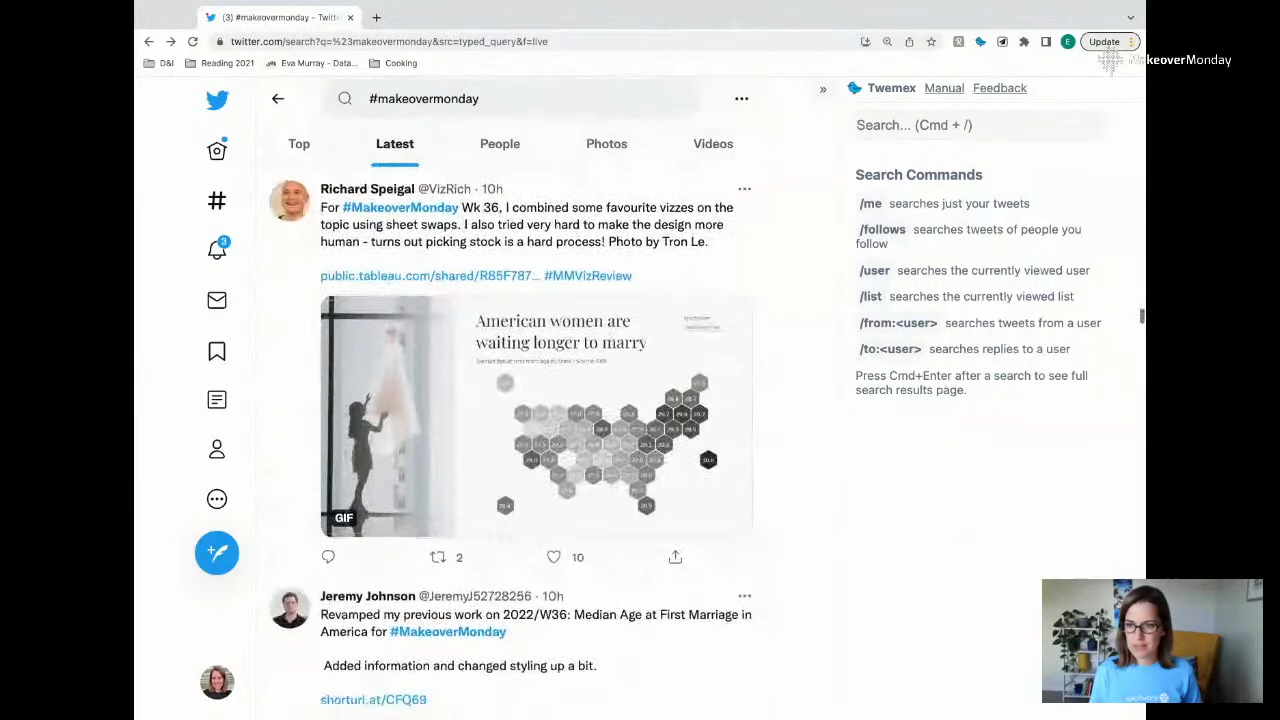 (3) #makeovermonday - Twitt
twitter.com/search?q=%23makeovermonday&src=typed_query&f=live
Update
D&I
Reading 2021
Eva Murray - Data...
Cooking
MakeoverMonday
#makeovermonday
Top
Latest
People
Photos
Videos
Richard Speigal @VizRich · 10h
For #MakeoverMonday Wk 36, I combined some favourite vizzes on the
topic using sheet swaps. I also tried very hard to make the design more
human - turns out picking stock is a hard process! Photo by Tron Le.
public.tableau.com/shared/R85F787... #MMVizReview
American women are
waiting longer to marry
GIF
2
10
Jeremy Johnson @JeremyJ52728256 · 10h
Revamped my previous work on 2022/W36: Median Age at First Marriage in
America for #MakeoverMonday
Added information and changed styling up a bit.
shorturl.at/CFQ69
3
E
» Twemex Manual Feedback
Search... (Cmd + /)
Search Commands
/me searches just your tweets
/follows searches tweets of people you
follow
/user searches the currently viewed user
/list searches the currently viewed list
/from:<user> searches tweets from a user
/to:<user> searches replies to a user
Press Cmd+Enter after a search to see full
search results page.